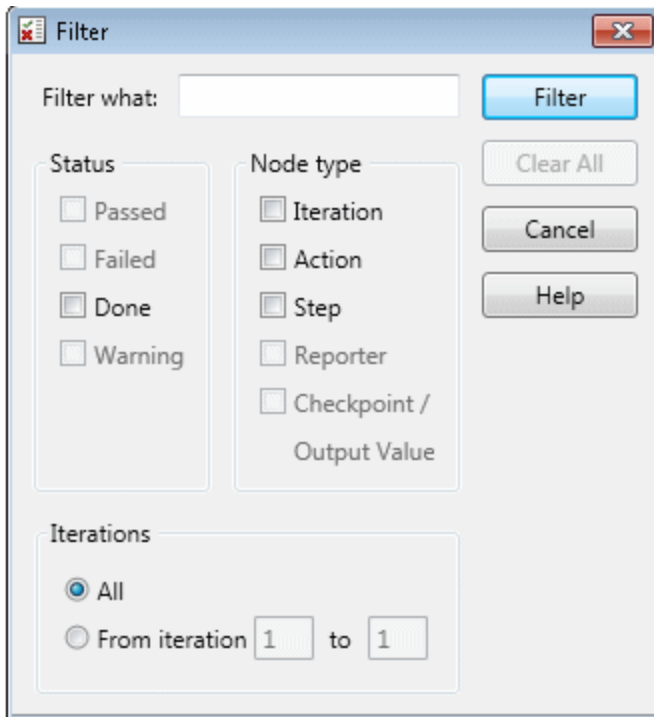 Filter
Filter what:
Filter
Status
Node type
Clear All
Passed
Iteration
Cancel
Failed
Action
Done
Step
Help
Warning
Reporter
Checkpoint /
Output Value
Iterations
All
From iteration 1 to 1